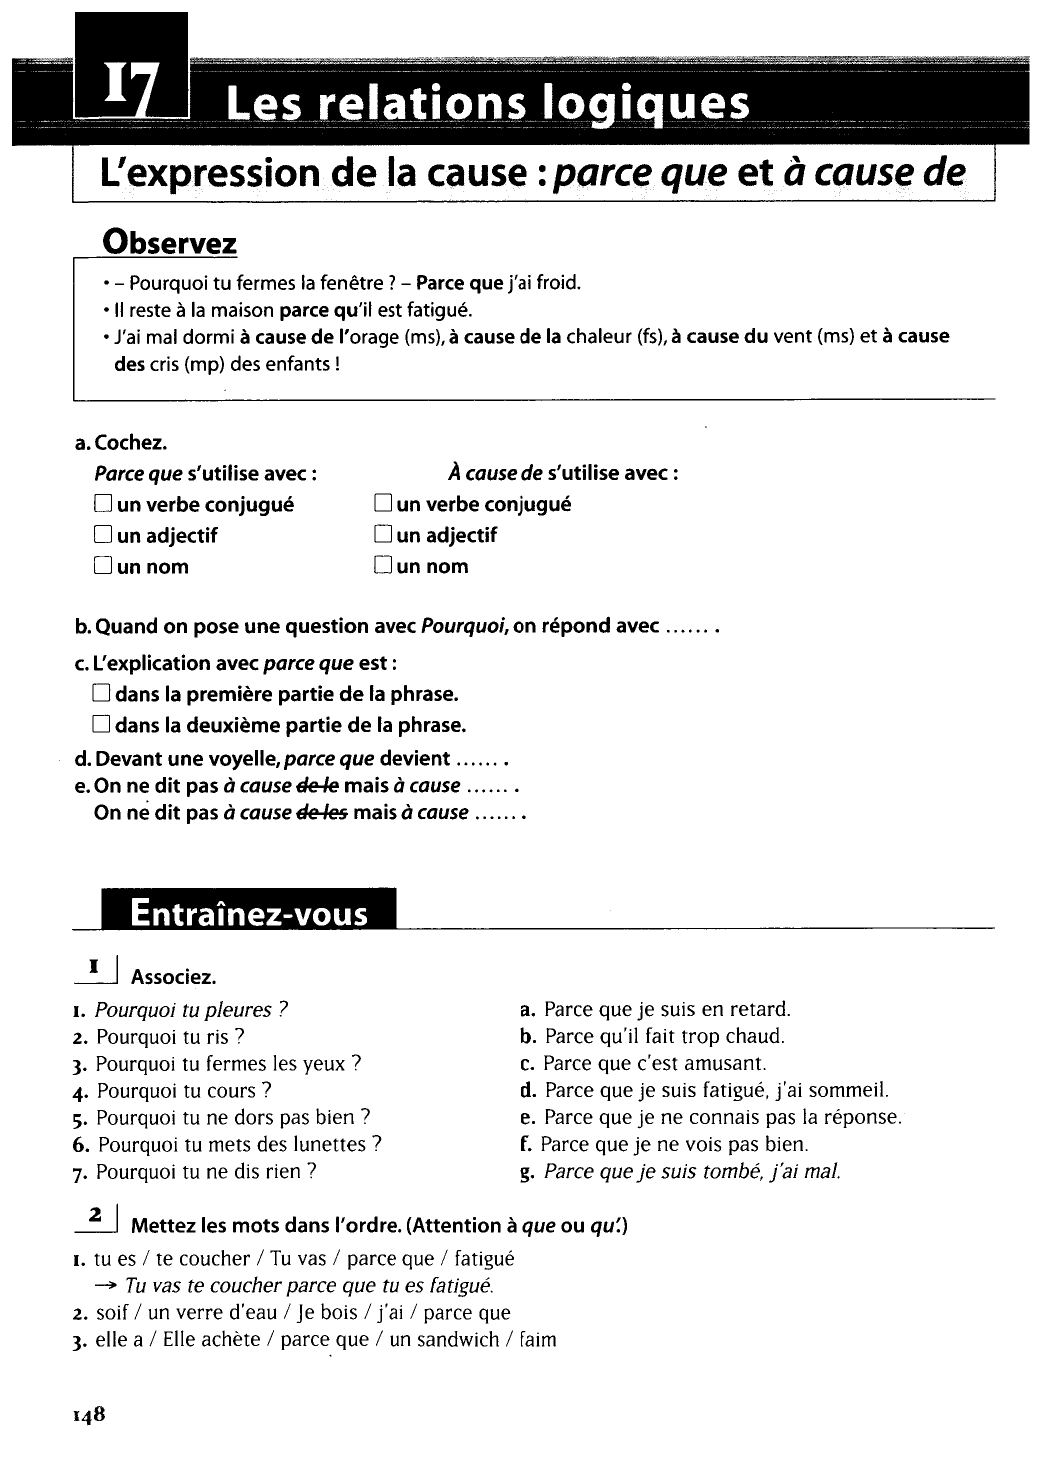 17
Les relations logiques
L'expression de la cause : parce que et à cause de
Observez
• – Pourquoi tu fermes la fenêtre ? – Parce que j'ai froid.
• Il reste à la maison parce qu'il est fatigué.
• J'ai mal dormi à cause de l'orage (ms), à cause de la chaleur (fs), à cause du vent (ms) et à cause
des cris (mp) des enfants !
a. Cochez.
Parce que s'utilise avec : À cause de s'utilise avec :
☐ un verbe conjugué ☐ un verbe conjugué
☐ un adjectif ☐ un adjectif
☐ un nom ☐ un nom
b. Quand on pose une question avec Pourquoi, on répond avec …… .
c. L'explication avec parce que est :
☐ dans la première partie de la phrase.
☐ dans la deuxième partie de la phrase.
d. Devant une voyelle, parce que devient …… .
e. On ne dit pas à cause de le mais à cause …… .
On ne dit pas à cause de les mais à cause …… .
Entraînez-vous
1 Associez.
1. Pourquoi tu pleures ? a. Parce que je suis en retard.
2. Pourquoi tu ris ? b. Parce qu'il fait trop chaud.
3. Pourquoi tu fermes les yeux ? c. Parce que c'est amusant.
4. Pourquoi tu cours ? d. Parce que je suis fatigué, j'ai sommeil.
5. Pourquoi tu ne dors pas bien ? e. Parce que je ne connais pas la réponse.
6. Pourquoi tu mets des lunettes ? f. Parce que je ne vois pas bien.
7. Pourquoi tu ne dis rien ? g. Parce que je suis tombé, j'ai mal.
2 Mettez les mots dans l'ordre. (Attention à que ou qu'.)
1. tu es / te coucher / Tu vas / parce que / fatigué
→ Tu vas te coucher parce que tu es fatigué.
2. soif / un verre d'eau / Je bois / j'ai / parce que
3. elle a / Elle achète / parce que / un sandwich / faim
148